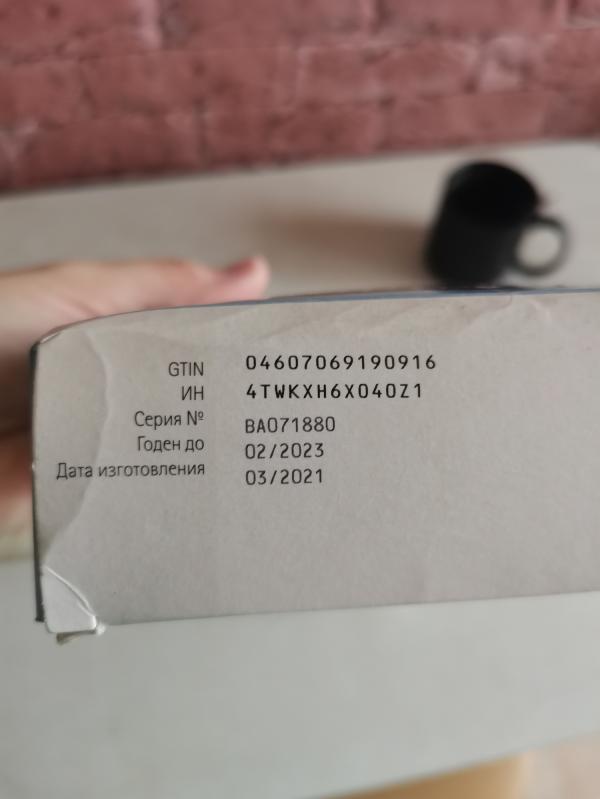 GTIN 04607069190916
ИН 4TWKXH6X040Z1
Серия № BA071880
Годен до 02/2023
Дата изготовления 03/2021